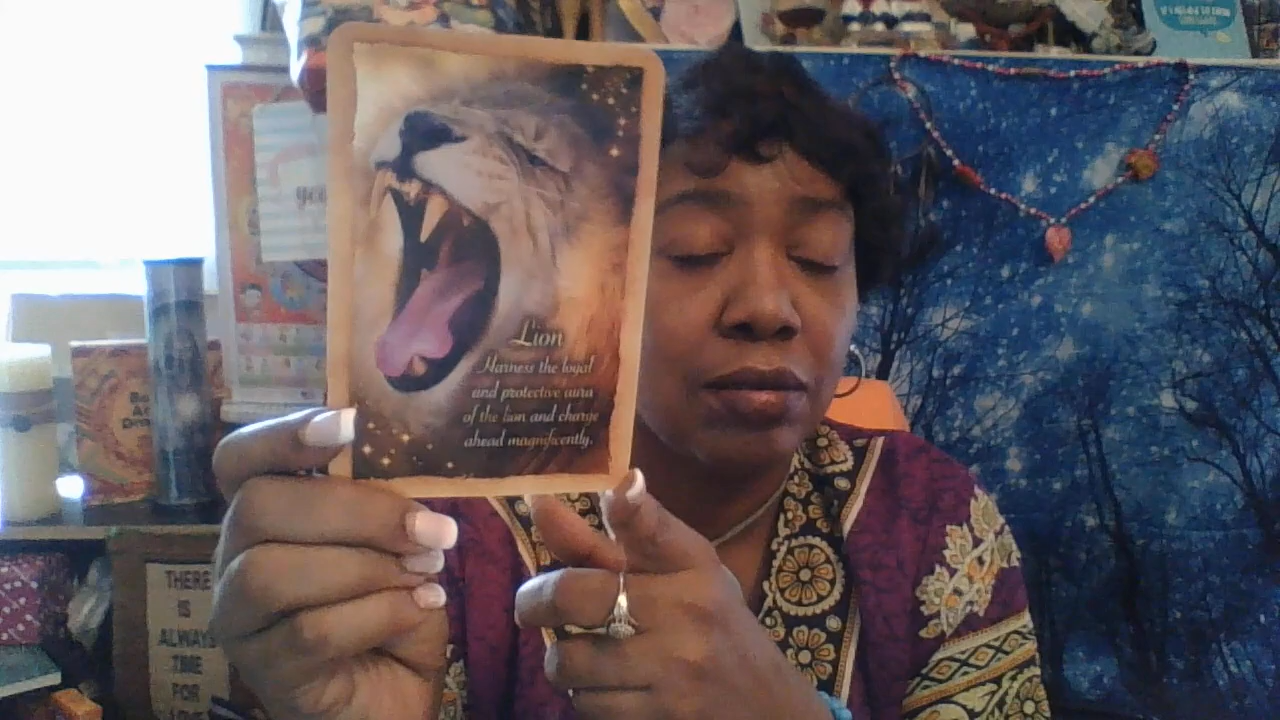 Lion
Harness the loyal
and protective aura
of the lion and charge
ahead magnificently.
THERE
IS
ALWAYS
TIME
FOR